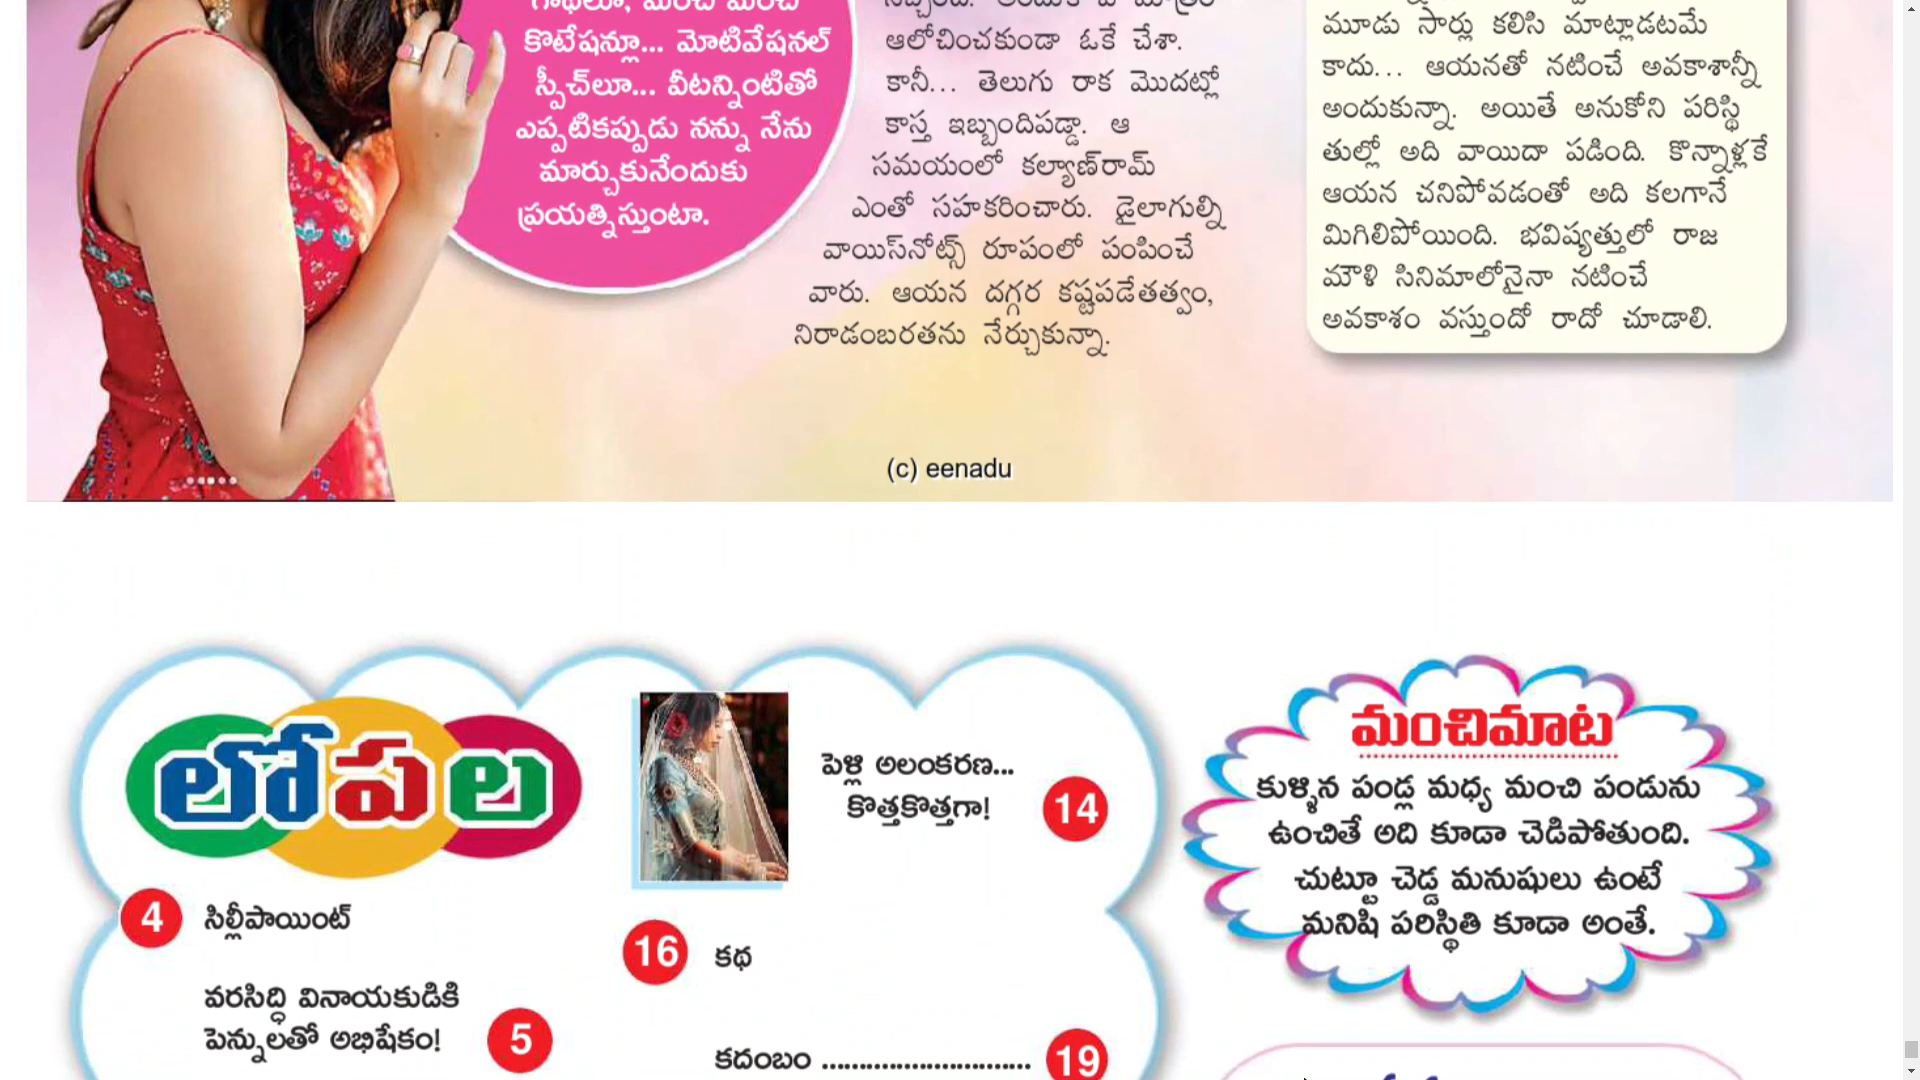 కొటేషన్లూ... మోటివేషనల్
స్పీచ్‌లూ... వీటన్నింటితో
ఎప్పటికప్పుడు నన్ను నేను
మార్చుకునేందుకు
ప్రయత్నిస్తుంటా.
ఆలోచించకుండా ఓకే చేశా.
కానీ... తెలుగు రాక మొదట్లో
కాస్త ఇబ్బందిపడ్డా. ఆ
సమయంలో కల్యాణ్‌రామ్
ఎంతో సహకరించారు. డైలాగుల్ని
వాయిస్‌నోట్స్ రూపంలో పంపించే
వారు. ఆయన దగ్గర కష్టపడేతత్వం,
నిరాడంబరతను నేర్చుకున్నా.
మూడు సార్లు కలిసి మాట్లాడటమే
కాదు... ఆయనతో నటించే అవకాశాన్నీ
అందుకున్నా. అయితే అనుకోని పరిస్థి
తుల్లో అది వాయిదా పడింది. కొన్నాళ్లకే
ఆయన చనిపోవడంతో అది కలగానే
మిగిలిపోయింది. భవిష్యత్తులో రాజ
మౌళి సినిమాలోనైనా నటించే
అవకాశం వస్తుందో రాదో చూడాలి.
(c) eenadu
లోపల
4 సిల్లీపాయింట్
వరసిద్ధి వినాయకుడికి
పెన్నులతో అభిషేకం! 5
పెళ్లి అలంకరణ...
కొత్తకొత్తగా! 14
16 కథ
కదంబం ............................ 19
మంచిమాట
కుళ్ళిన పండ్ల మధ్య మంచి పండును
ఉంచితే అది కూడా చెడిపోతుంది.
చుట్టూ చెడ్డ మనుషులు ఉంటే
మనిషి పరిస్థితి కూడా అంతే.